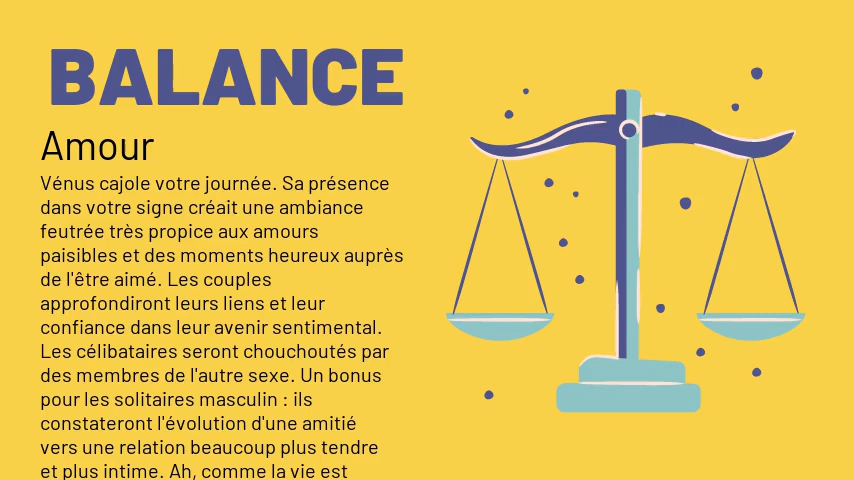 BALANCE
Amour
Vénus cajole votre journée. Sa présence
dans votre signe créait une ambiance
feutrée très propice aux amours
paisibles et des moments heureux auprès
de l'être aimé. Les couples
approfondiront leurs liens et leur
confiance dans leur avenir sentimental.
Les célibataires seront chouchoutés par
des membres de l'autre sexe. Un bonus
pour les solitaires masculin : ils
constateront l'évolution d'une amitié
vers une relation beaucoup plus tendre
et plus intime. Ah, comme la vie est